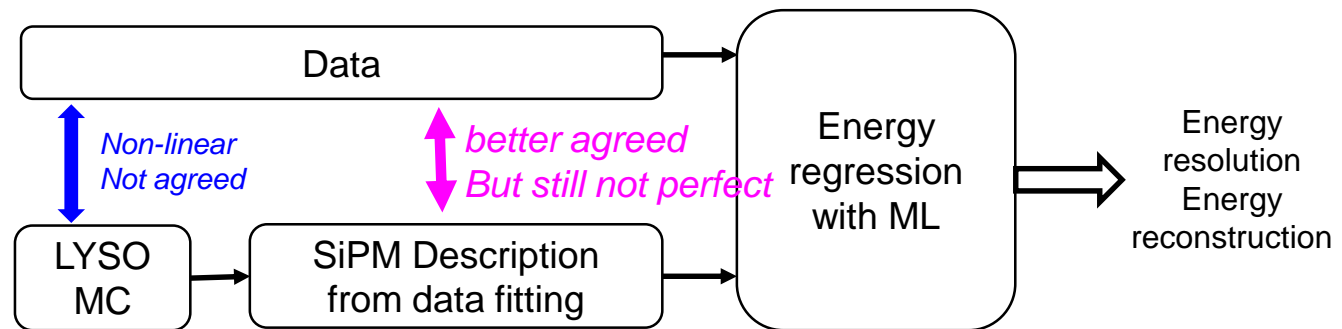 Data
Non-linear
Not agreed
better agreed
But still not perfect
LYSO
MC
SiPM Description
from data fitting
Energy
regression
with ML
Energy
resolution
Energy
reconstruction